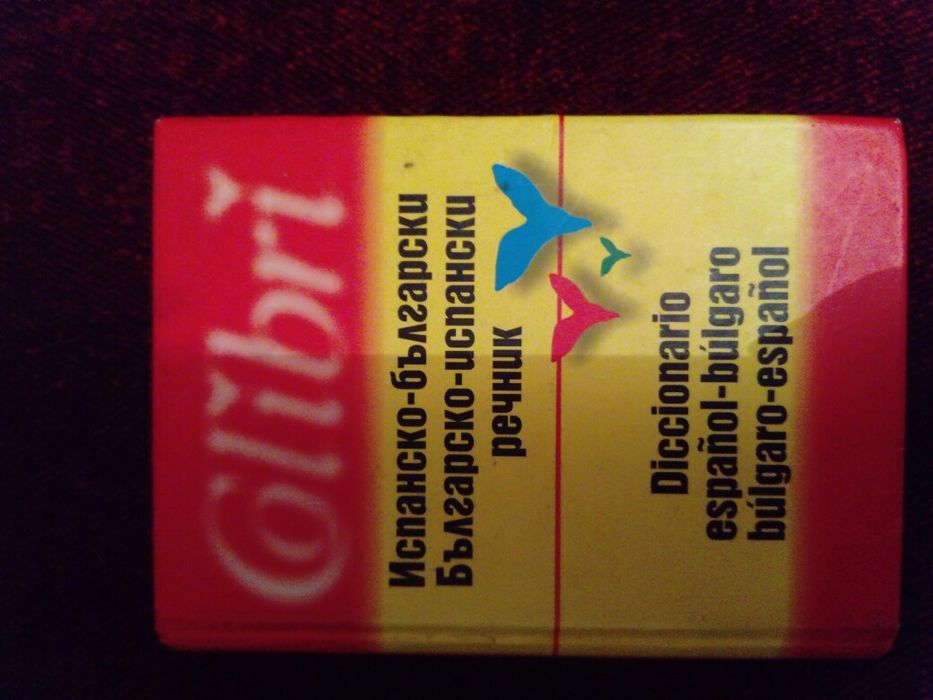 Colibri
Испанско-български
Българско-испански
речник
Diccionario
español-búlgaro
búlgaro-español